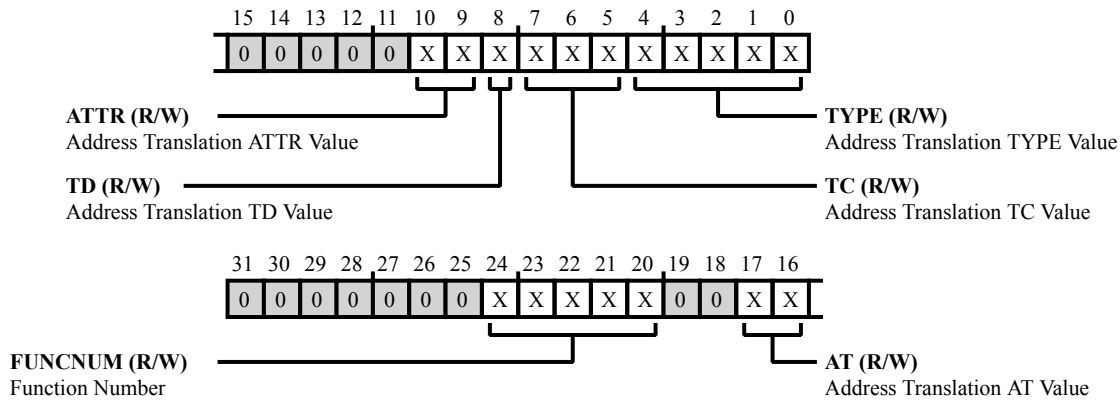 15 14 13 12 11 10 9 8 7 6 5 4 3 2 1 0
0 0 0 0 0 X X X X X X X X X X X
ATTR (R/W)
Address Translation ATTR Value
TYPE (R/W)
Address Translation TYPE Value
TD (R/W)
Address Translation TD Value
TC (R/W)
Address Translation TC Value
31 30 29 28 27 26 25 24 23 22 21 20 19 18 17 16
0 0 0 0 0 0 0 X X X X X 0 0 X X
FUNCNUM (R/W)
Function Number
AT (R/W)
Address Translation AT Value